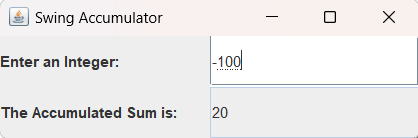 Swing Accumulator
Enter an Integer: -100
The Accumulated Sum is: 20